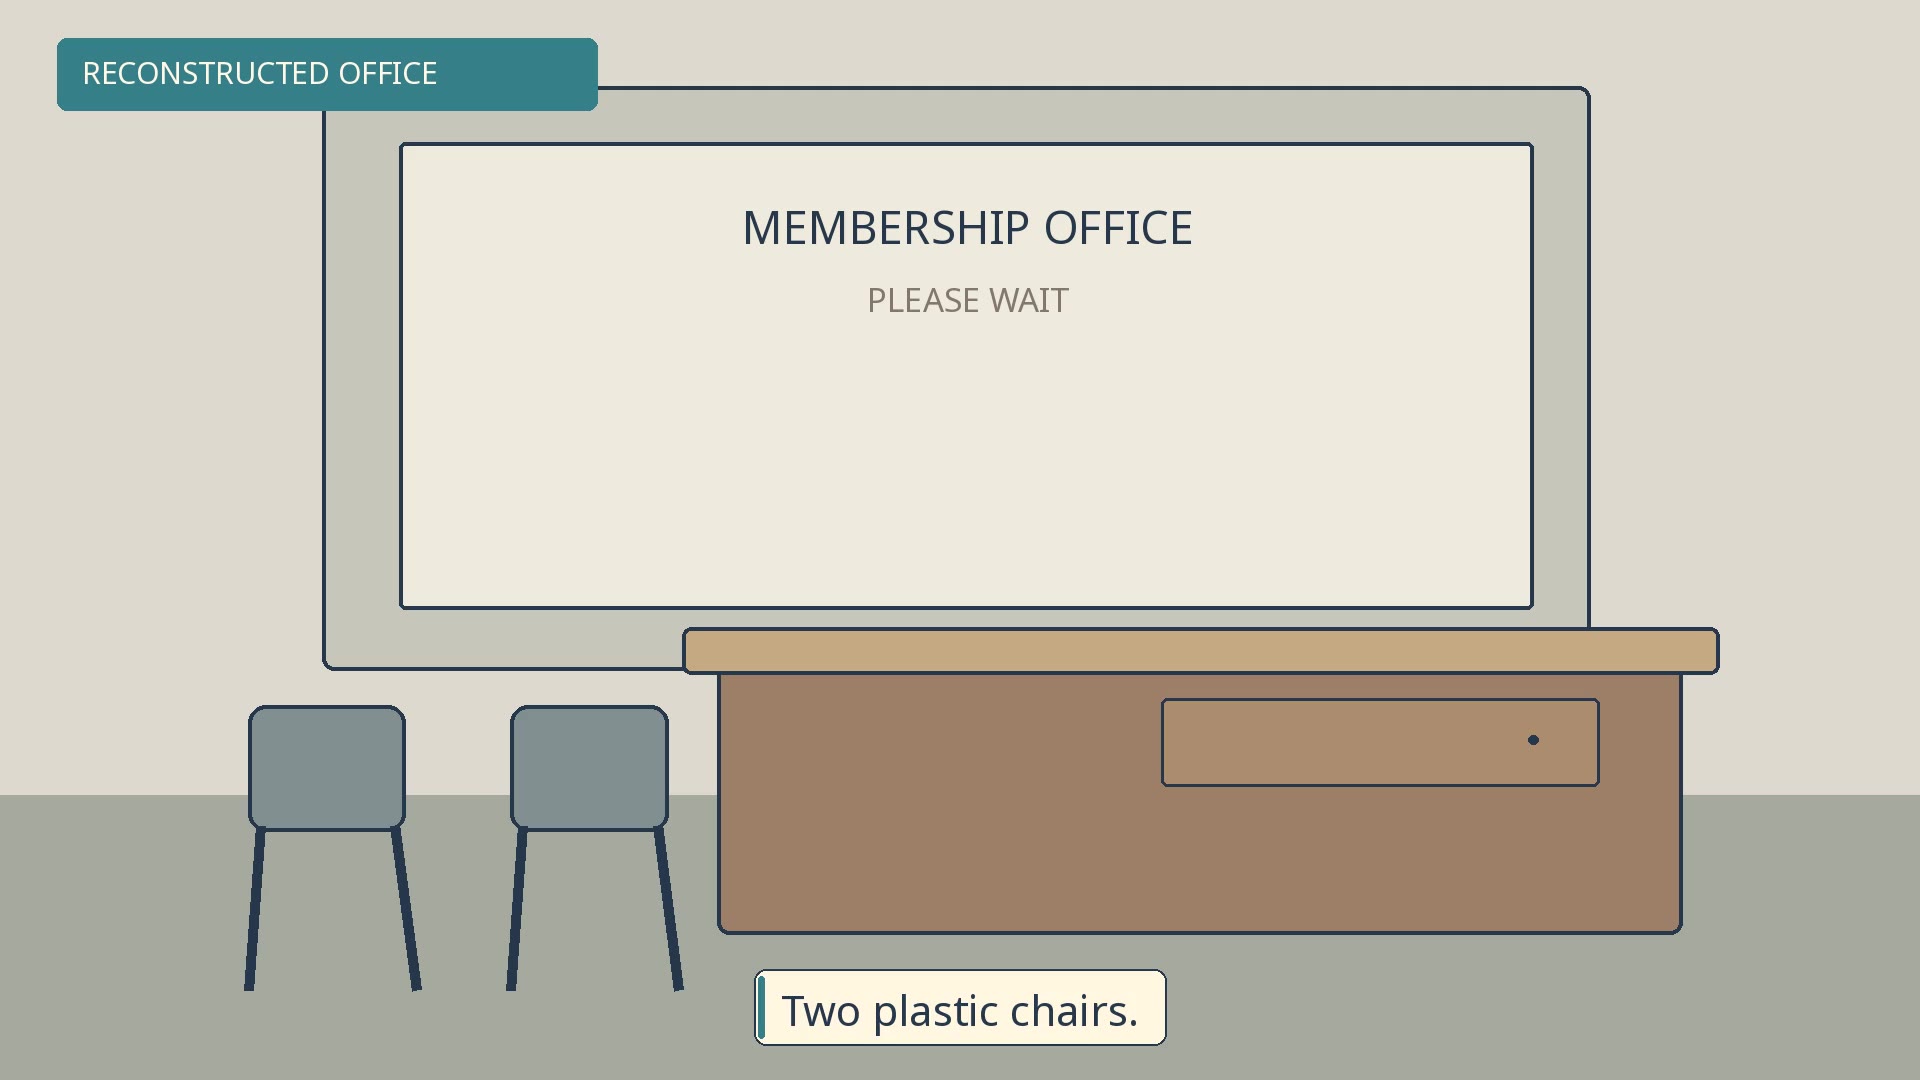 RECONSTRUCTED OFFICE
MEMBERSHIP OFFICE
PLEASE WAIT
Two plastic chairs.